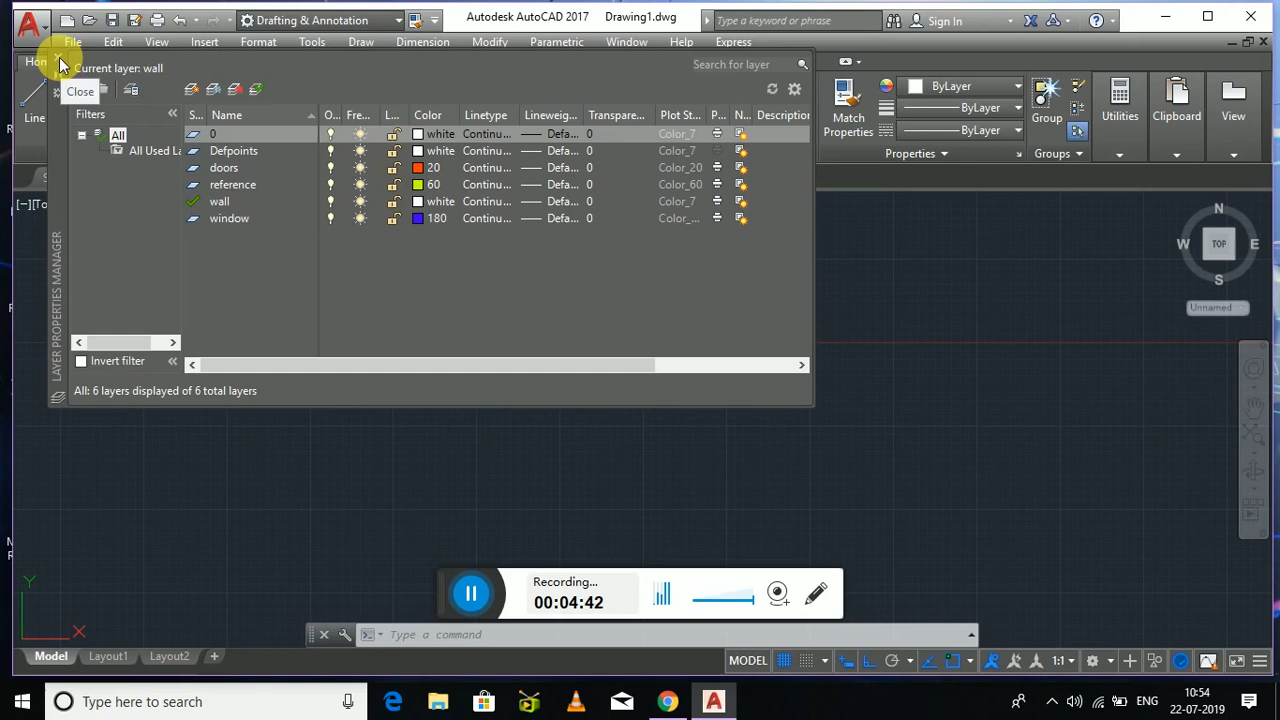 Drafting & Annotation
Autodesk AutoCAD 2017 Drawing1.dwg
Type a keyword or phrase
Sign In
File Edit View Insert Format Tools Draw Dimension Modify Parametric Window Help Express
Current layer: wall
Search for layer
Close
Line
Filters
S... Name O... Fre... L... Color Linetype Lineweig... Transpare... Plot St... P... N... Description
All
All Used La
0 white Continu... Defa... 0 Color_7
Defpoints white Continu... Defa... 0 Color_7
doors 20 Continu... Defa... 0 Color_20
reference 60 Continu... Defa... 0 Color_60
wall white Continu... Defa... 0 Color_7
window 180 Continu... Defa... 0 Color_...
Invert filter
All: 6 layers displayed of 6 total layers
LAYER PROPERTIES MANAGER
Match
Properties
ByLayer
ByLayer
ByLayer
Properties
Group
Groups
Utilities
Clipboard
View
[−][To
N
W TOP E
S
Unnamed
Recording...
00:04:42
Y
X
Type a command
Model Layout1 Layout2 +
MODEL
1:1
Type here to search
ENG
10:54
22-07-2019